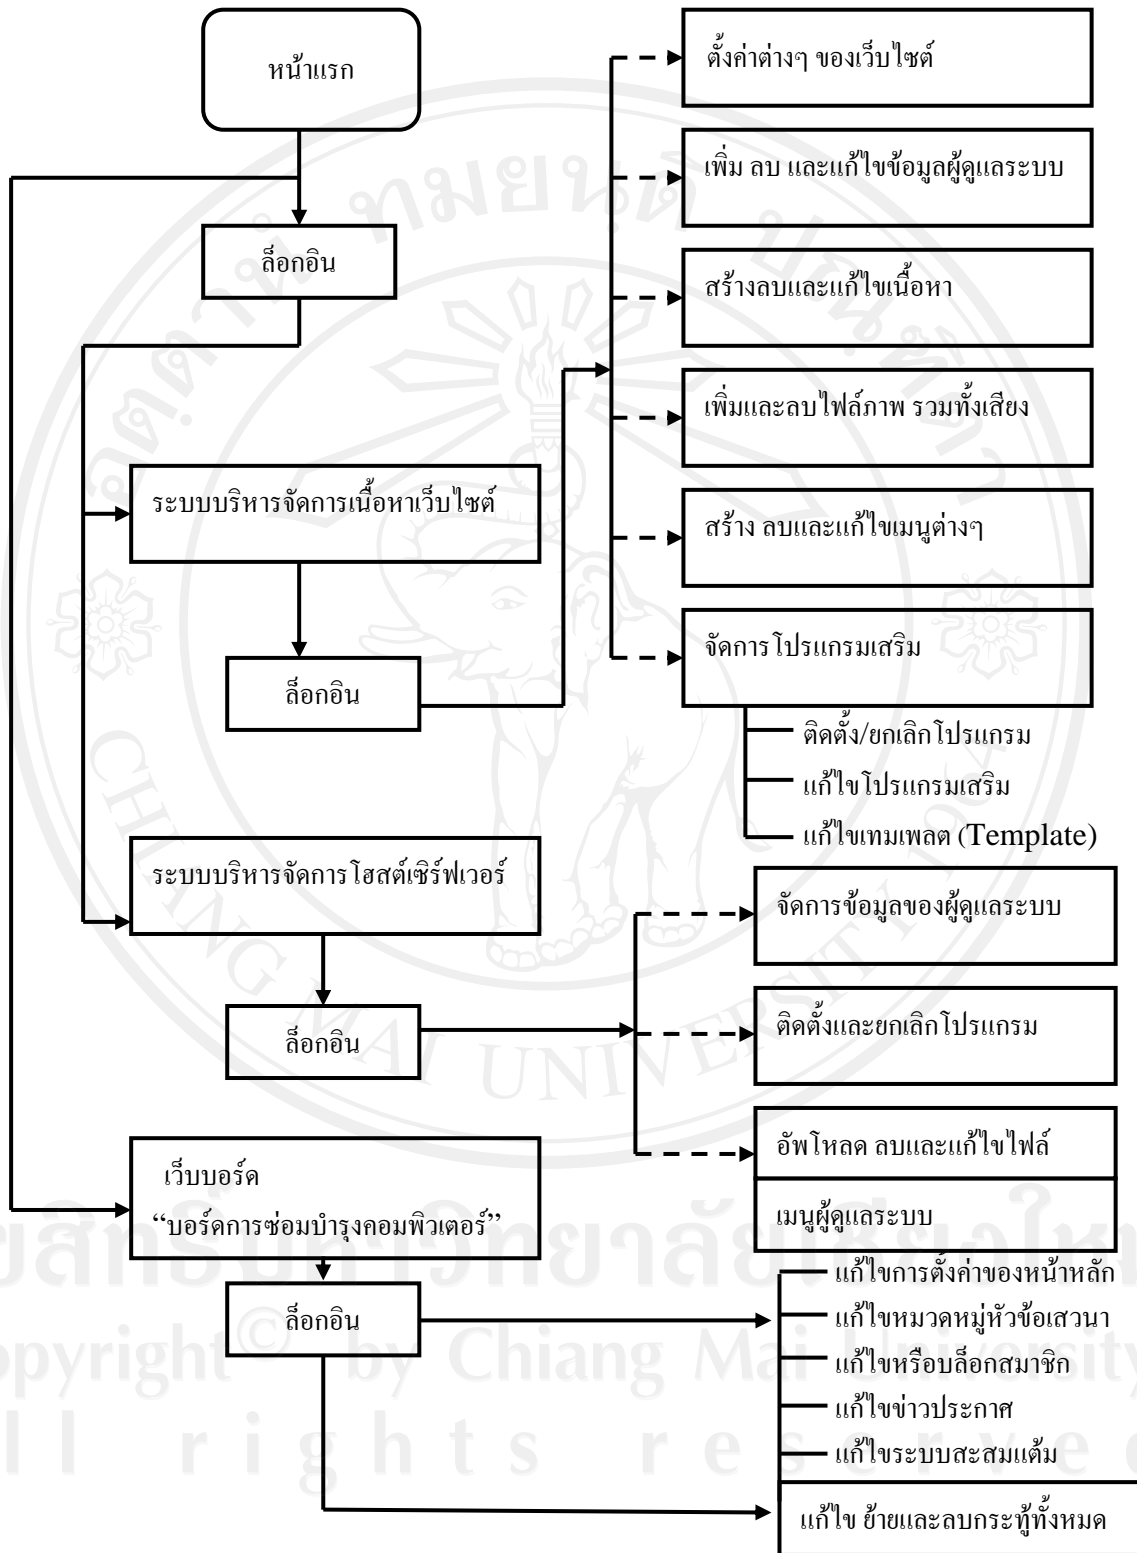 หน้าแรก
ล็อกอิน
ระบบบริหารจัดการเนื้อหาเว็บไซต์
ล็อกอิน
ตั้งค่าต่างๆ ของเว็บไซต์
เพิ่ม ลบ และแก้ไขข้อมูลผู้ดูแลระบบ
สร้างลบและแก้ไขเนื้อหา
เพิ่มและลบไฟล์ภาพ รวมทั้งเสียง
สร้าง ลบและแก้ไขเมนูต่างๆ
จัดการโปรแกรมเสริม
ติดตั้ง/ยกเลิกโปรแกรม
แก้ไขโปรแกรมเสริม
แก้ไขเทมเพลต (Template)
ระบบบริหารจัดการโฮสต์เซิร์ฟเวอร์
ล็อกอิน
จัดการข้อมูลของผู้ดูแลระบบ
ติดตั้งและยกเลิกโปรแกรม
อัพโหลด ลบและแก้ไขไฟล์
เว็บบอร์ด
“บอร์ดการซ่อมบำรุงคอมพิวเตอร์”
ล็อกอิน
เมนูผู้ดูแลระบบ
แก้ไขการตั้งค่าของหน้าหลัก
แก้ไขหมวดหมู่หัวข้อเสวนา
แก้ไขหรือบล็อกสมาชิก
แก้ไขข่าวประกาศ
แก้ไขระบบสะสมแต้ม
แก้ไข ย้ายและลบกระทู้ทั้งหมด
CHIANG MAI UNIVERSITY 1964
by Chiang Mai University
rights reserved